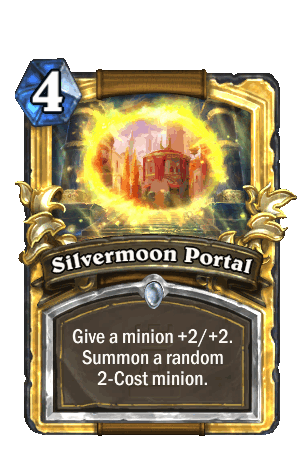 4
Silvermoon Portal
Give a minion +2/+2.
Summon a random
2-Cost minion.